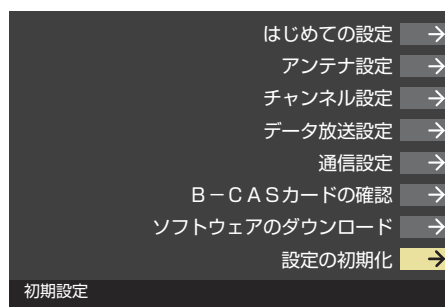 はじめての設定
アンテナ設定
チャンネル設定
データ放送設定
通信設定
B-CASカードの確認
ソフトウェアのダウンロード
設定の初期化
初期設定